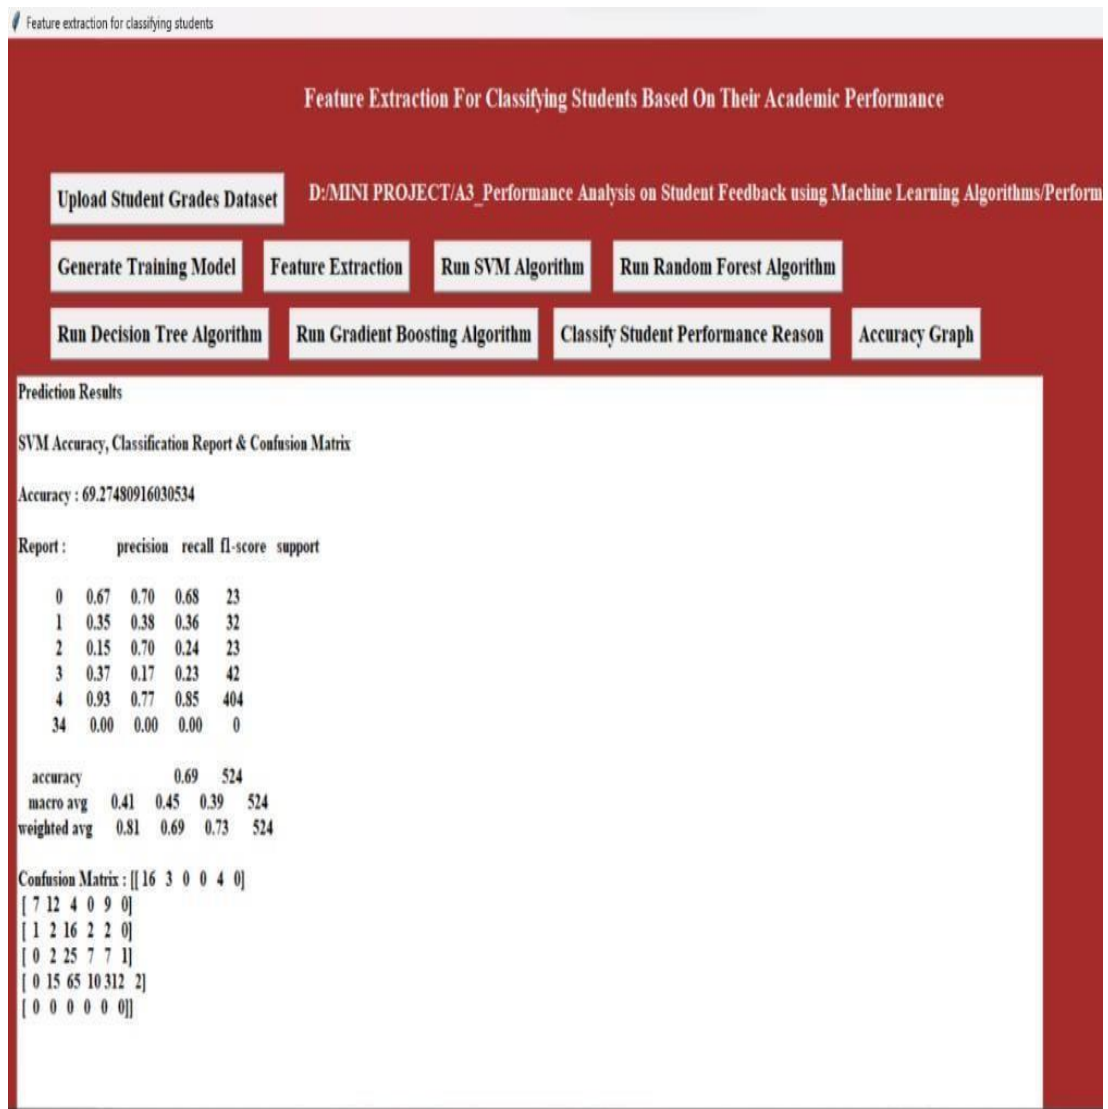 Feature extraction for classifying students
Feature Extraction For Classifying Students Based On Their Academic Performance
Upload Student Grades Dataset D:/MINI PROJECT/A3_Performance Analysis on Student Feedback using Machine Learning Algorithms/Perform
Generate Training Model Feature Extraction Run SVM Algorithm Run Random Forest Algorithm
Run Decision Tree Algorithm Run Gradient Boosting Algorithm Classify Student Performance Reason Accuracy Graph
Prediction Results
SVM Accuracy, Classification Report & Confusion Matrix
Accuracy : 69.27480916030534
Report : precision recall f1-score support
0 0.67 0.70 0.68 23
1 0.35 0.38 0.36 32
2 0.15 0.70 0.24 23
3 0.37 0.17 0.23 42
4 0.93 0.77 0.85 404
34 0.00 0.00 0.00 0
accuracy 0.69 524
macro avg 0.41 0.45 0.39 524
weighted avg 0.81 0.69 0.73 524
Confusion Matrix : [[ 16 3 0 0 4 0]
[ 7 12 4 0 9 0]
[ 1 2 16 2 2 0]
[ 0 2 25 7 7 1]
[ 0 15 65 10 312 2]
[ 0 0 0 0 0 0]]